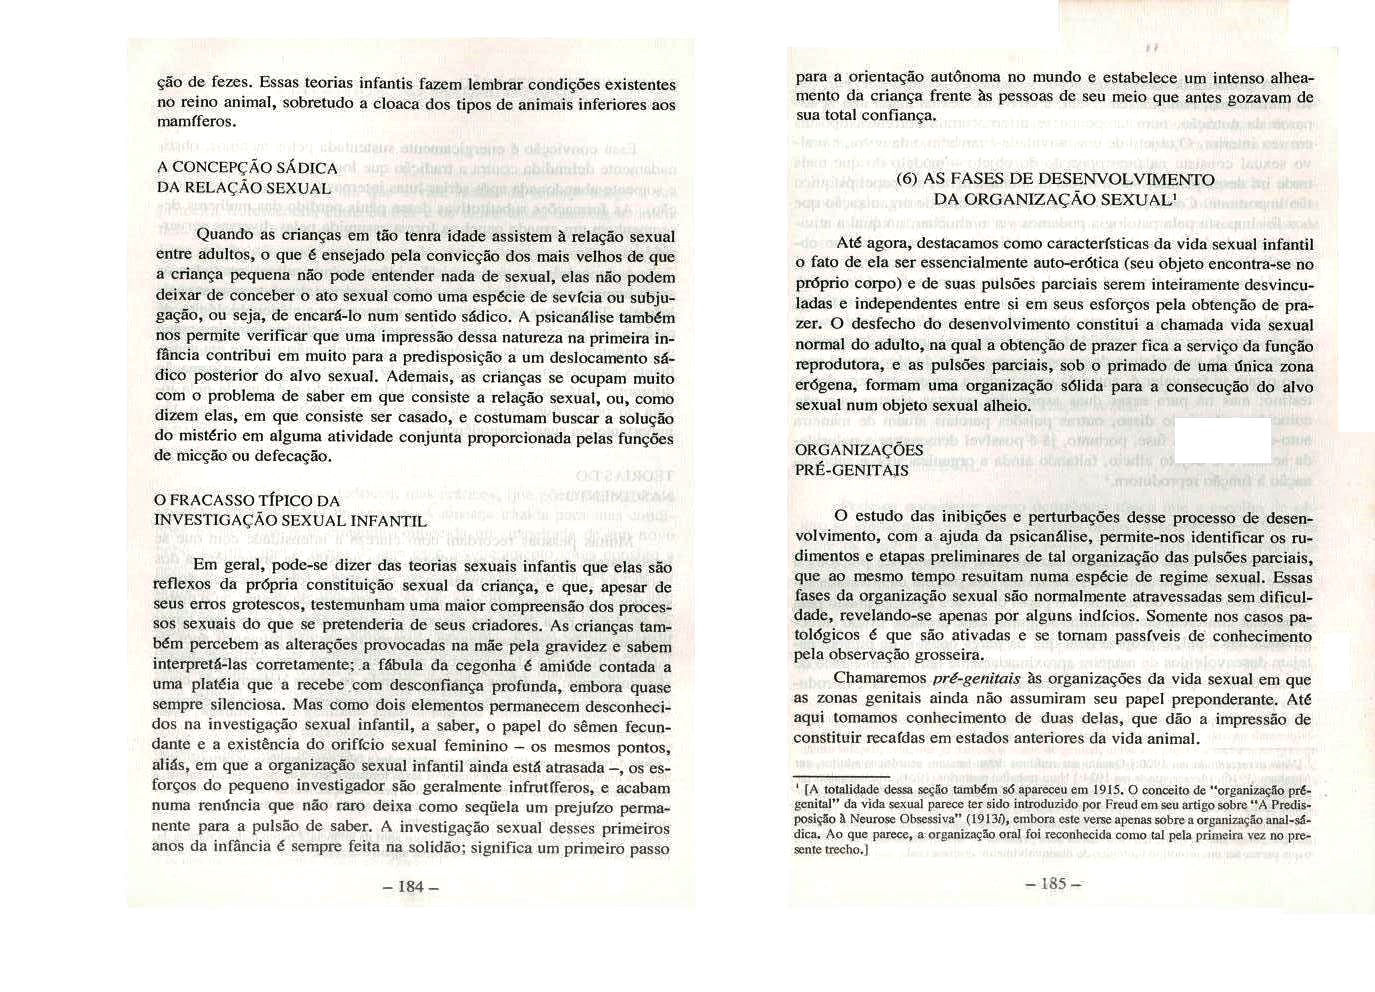 ção de fezes. Essas teorias infantis fazem lembrar condições existentes
no reino animal, sobretudo a cloaca dos tipos de animais inferiores aos
mamíferos.
A CONCEPÇÃO SÁDICA
DA RELAÇÃO SEXUAL
Quando as crianças em tão tenra idade assistem à relação sexual
entre adultos, o que é ensejado pela convicção dos mais velhos de que
a criança pequena não pode entender nada de sexual, elas não podem
deixar de conceber o ato sexual como uma espécie de sevícia ou subju-
gação, ou seja, de encará-lo num sentido sádico. A psicanálise também
nos permite verificar que uma impressão dessa natureza na primeira in-
fância contribui em muito para a predisposição a um deslocamento sá-
dico posterior do alvo sexual. Ademais, as crianças se ocupam muito
com o problema de saber em que consiste a relação sexual, ou, como
dizem elas, em que consiste ser casado, e costumam buscar a solução
do mistério em alguma atividade conjunta proporcionada pelas funções
de micção ou defecação.
O FRACASSO TÍPICO DA
INVESTIGAÇÃO SEXUAL INFANTIL
Em geral, pode-se dizer das teorias sexuais infantis que elas são
reflexos da própria constituição sexual da criança, e que, apesar de
seus erros grotescos, testemunham uma maior compreensão dos proces-
sos sexuais do que se pretenderia de seus criadores. As crianças tam-
bém percebem as alterações provocadas na mãe pela gravidez e sabem
interpretá-las corretamente; a fábula da cegonha é amiúde contada a
uma platéia que a recebe com desconfiança profunda, embora quase
sempre silenciosa. Mas como dois elementos permanecem desconheci-
dos na investigação sexual infantil, a saber, o papel do sêmen fecun-
dante e a existência do orifício sexual feminino – os mesmos pontos,
aliás, em que a organização sexual infantil ainda está atrasada –, os es-
forços do pequeno investigador são geralmente infrutíferos, e acabam
numa renúncia que não raro deixa como seqüela um prejuízo perma-
nente para a pulsão de saber. A investigação sexual desses primeiros
anos da infância é sempre feita na solidão; significa um primeiro passo
– 184 –
para a orientação autônoma no mundo e estabelece um intenso alhea-
mento da criança frente às pessoas de seu meio que antes gozavam de
sua total confiança.
(6) AS FASES DE DESENVOLVIMENTO
DA ORGANIZAÇÃO SEXUAL¹
Até agora, destacamos como características da vida sexual infantil
o fato de ela ser essencialmente auto-erótica (seu objeto encontra-se no
próprio corpo) e de suas pulsões parciais serem inteiramente desvincu-
ladas e independentes entre si em seus esforços pela obtenção de pra-
zer. O desfecho do desenvolvimento constitui a chamada vida sexual
normal do adulto, na qual a obtenção de prazer fica a serviço da função
reprodutora, e as pulsões parciais, sob o primado de uma única zona
erógena, formam uma organização sólida para a consecução do alvo
sexual num objeto sexual alheio.
ORGANIZAÇÕES
PRÉ-GENITAIS
O estudo das inibições e perturbações desse processo de desen-
volvimento, com a ajuda da psicanálise, permite-nos identificar os ru-
dimentos e etapas preliminares de tal organização das pulsões parciais,
que ao mesmo tempo resultam numa espécie de regime sexual. Essas
fases da organização sexual são normalmente atravessadas sem dificul-
dade, revelando-se apenas por alguns indícios. Somente nos casos pa-
tológicos é que são ativadas e se tornam passíveis de conhecimento
pela observação grosseira.
Chamaremos pré-genitais às organizações da vida sexual em que
as zonas genitais ainda não assumiram seu papel preponderante. Até
aqui tomamos conhecimento de duas delas, que dão a impressão de
constituir recaídas em estados anteriores da vida animal.
¹ [A totalidade dessa seção também só apareceu em 1915. O conceito de “organização pré-
genital” da vida sexual parece ter sido introduzido por Freud em seu artigo sobre “A Predis-
posição à Neurose Obsessiva” (1913i), embora este verse apenas sobre a organização anal-sá-
dica. Ao que parece, a organização oral foi reconhecida como tal pela primeira vez no pre-
sente trecho.]
– 185 –